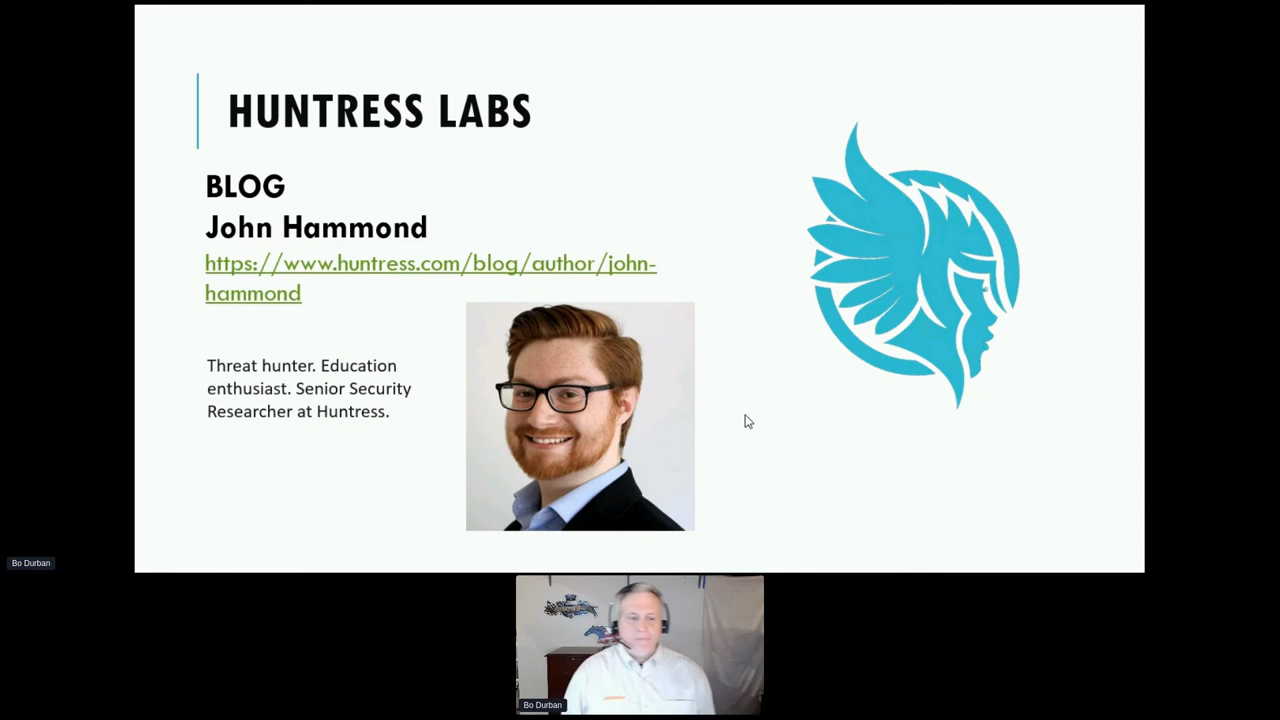 HUNTRESS LABS
BLOG
John Hammond
https://www.huntress.com/blog/author/john-
hammond
Threat hunter. Education
enthusiast. Senior Security
Researcher at Huntress.
Bo Durban
Bo Durban